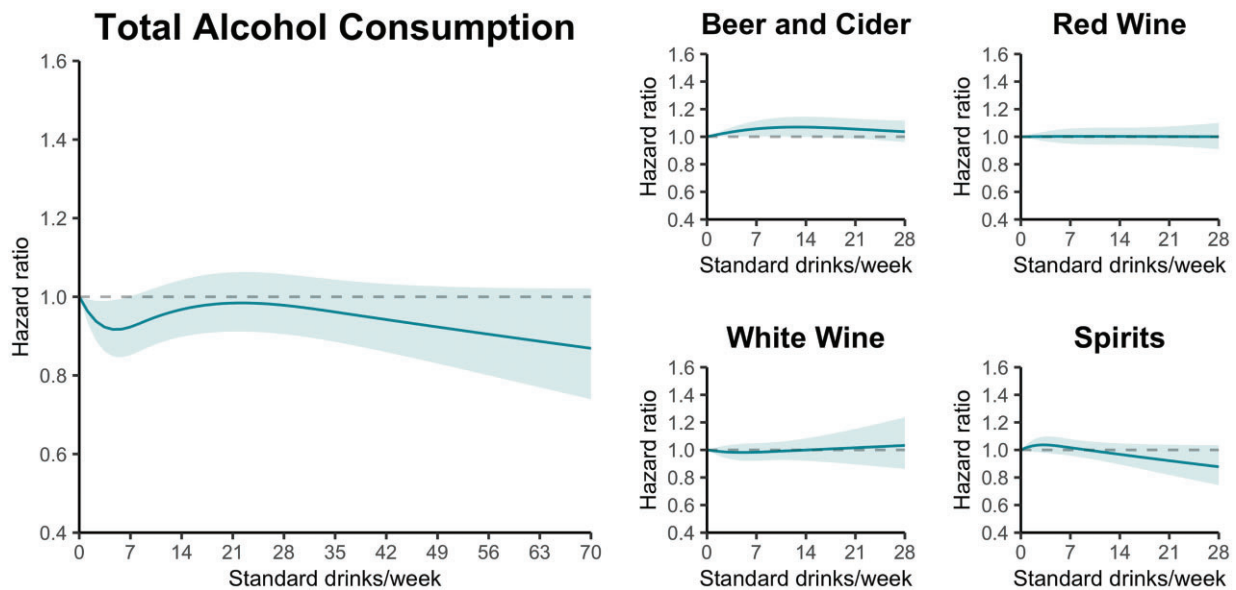 Total Alcohol Consumption
1.6
1.4
1.2
1.0
0.8
0.6
0.4
Hazard ratio
0 7 14 21 28 35 42 49 56 63 70
Standard drinks/week
Beer and Cider
1.6
1.4
1.2
1.0
0.8
0.6
0.4
Hazard ratio
0 7 14 21 28
Standard drinks/week
Red Wine
1.6
1.4
1.2
1.0
0.8
0.6
0.4
Hazard ratio
0 7 14 21 28
Standard drinks/week
White Wine
1.6
1.4
1.2
1.0
0.8
0.6
0.4
Hazard ratio
0 7 14 21 28
Standard drinks/week
Spirits
1.6
1.4
1.2
1.0
0.8
0.6
0.4
Hazard ratio
0 7 14 21 28
Standard drinks/week